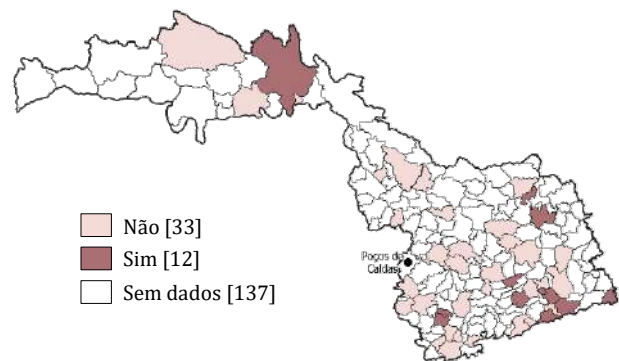 Não [33]
Sim [12]
Sem dados [137]
Poços de
Caldas